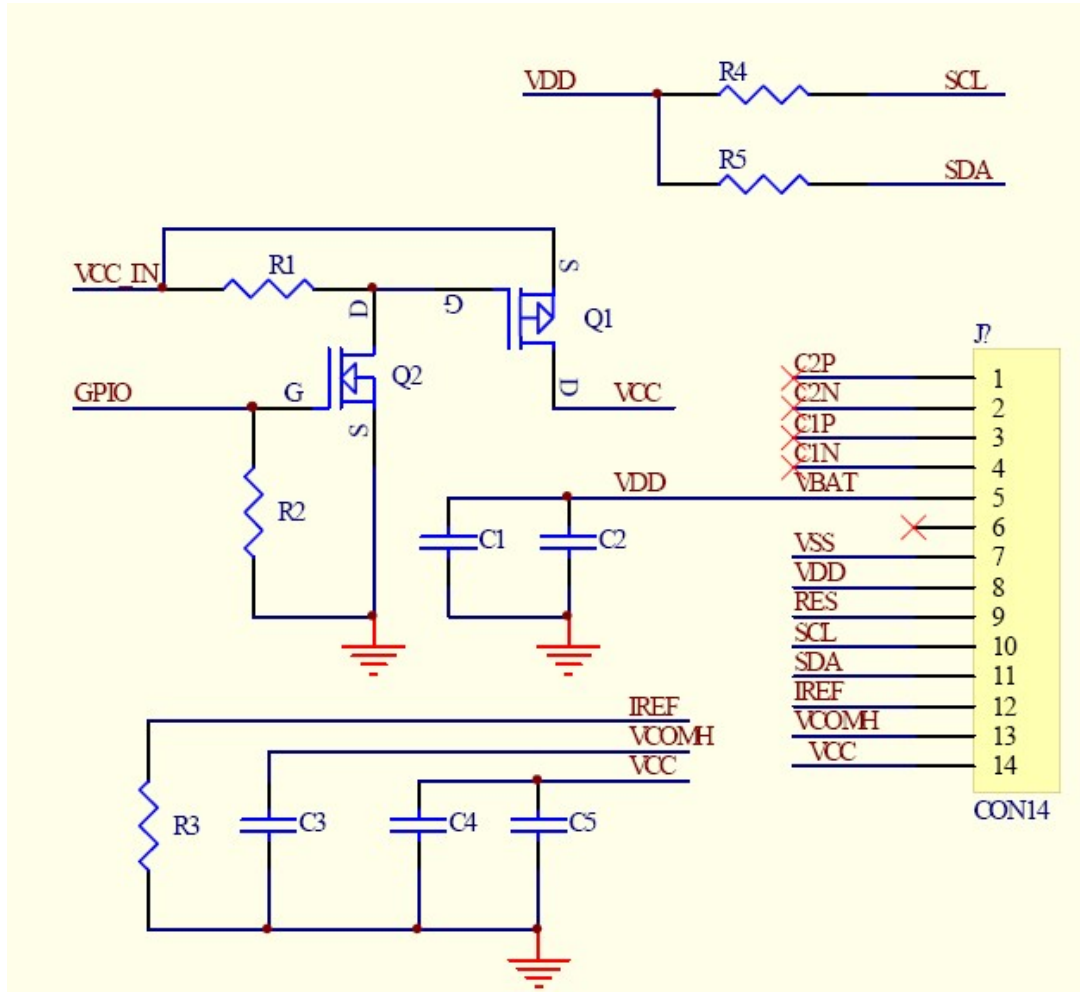 VDD
R4
SCL
R5
SDA
VCC_IN
R1
D
G
S
Q1
D
VCC
GPIO
G
Q2
S
R2
J?
C2P 1
C2N 2
C1P 3
C1N 4
VDD VBAT 5
6
VSS 7
VDD 8
RES 9
SCL 10
SDA 11
IREF 12
VCOMH 13
VCC 14
CON14
C1
C2
IREF
VCOMH
VCC
R3
C3
C4
C5